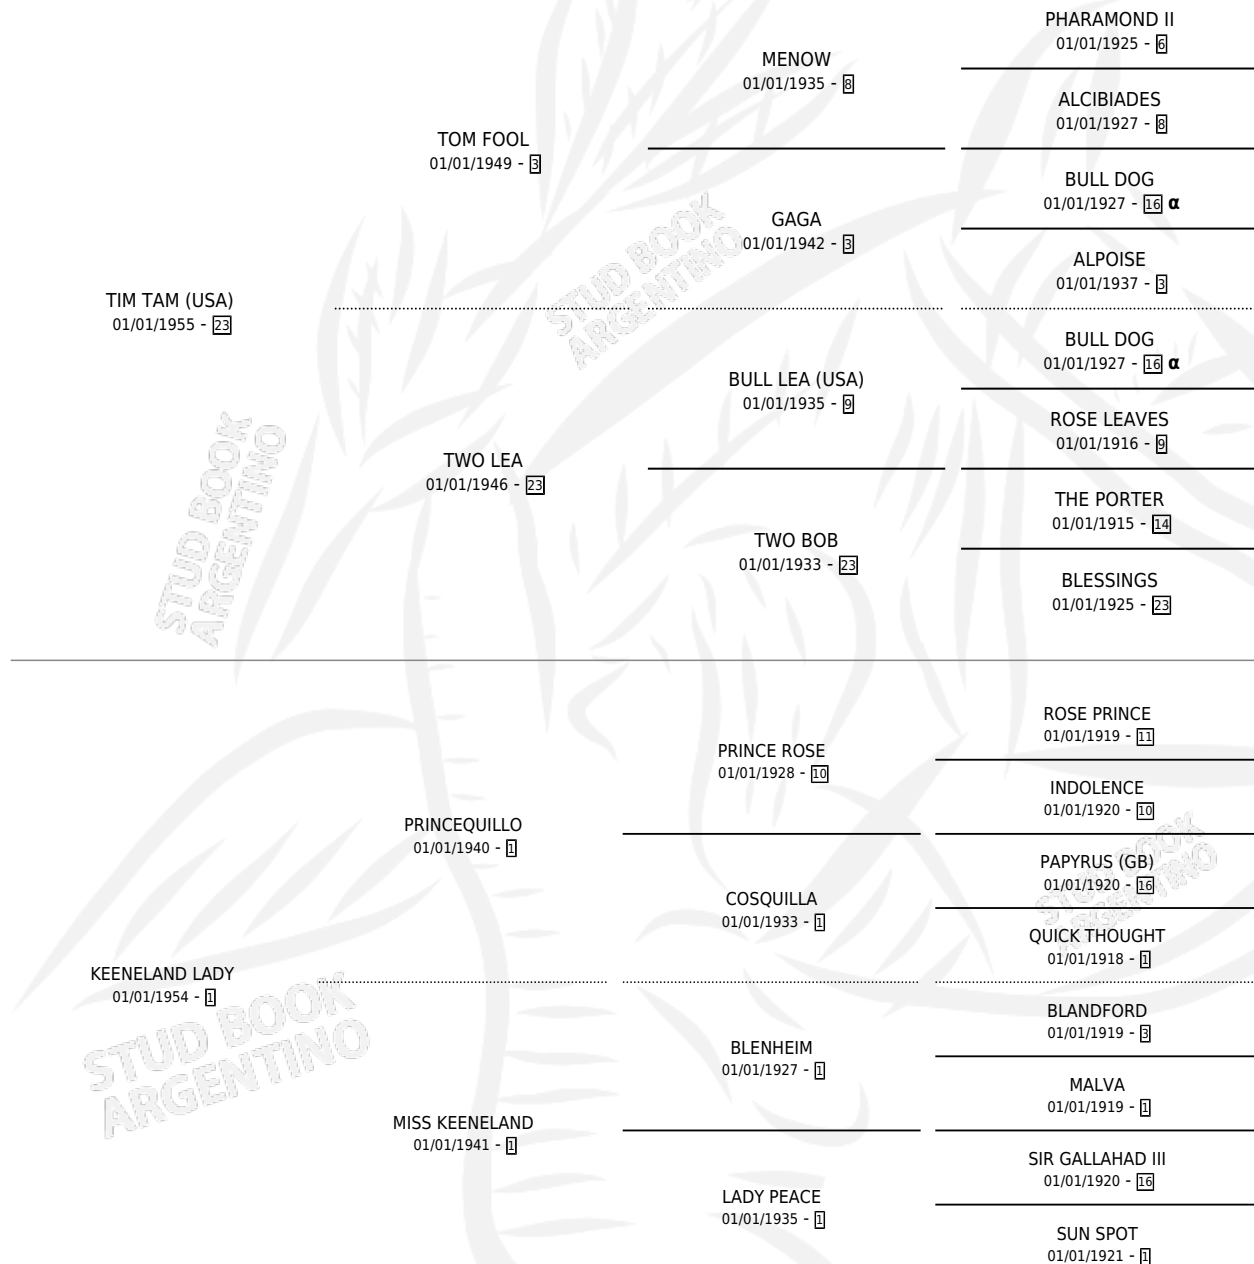 PHARAMOND II
01/01/1925 - 6
MENOW
01/01/1935 - 8
ALCIBIADES
01/01/1927 - 8
TOM FOOL
01/01/1949 - 3
BULL DOG
01/01/1927 - 16 α
GAGA
01/01/1942 - 3
ALPOISE
01/01/1937 - 3
TIM TAM (USA)
01/01/1955 - 23
BULL DOG
01/01/1927 - 16 α
BULL LEA (USA)
01/01/1935 - 9
ROSE LEAVES
01/01/1916 - 9
TWO LEA
01/01/1946 - 23
THE PORTER
01/01/1915 - 14
TWO BOB
01/01/1933 - 23
BLESSINGS
01/01/1925 - 23
ROSE PRINCE
01/01/1919 - 11
PRINCE ROSE
01/01/1928 - 10
INDOLENCE
01/01/1920 - 10
PRINCEQUILLO
01/01/1940 - 1
PAPYRUS (GB)
01/01/1920 - 16
COSQUILLA
01/01/1933 - 1
QUICK THOUGHT
01/01/1918 - 1
KEENELAND LADY
01/01/1954 - 1
BLANDFORD
01/01/1919 - 3
BLENHEIM
01/01/1927 - 1
MALVA
01/01/1919 - 1
MISS KEENELAND
01/01/1941 - 1
SIR GALLAHAD III
01/01/1920 - 16
LADY PEACE
01/01/1935 - 1
SUN SPOT
01/01/1921 - 1
STUD BOOK
ARGENTINO
STUD BOOK
ARGENTINO
STUD BOOK
ARGENTINO
STUD BOOK
ARGENTINO